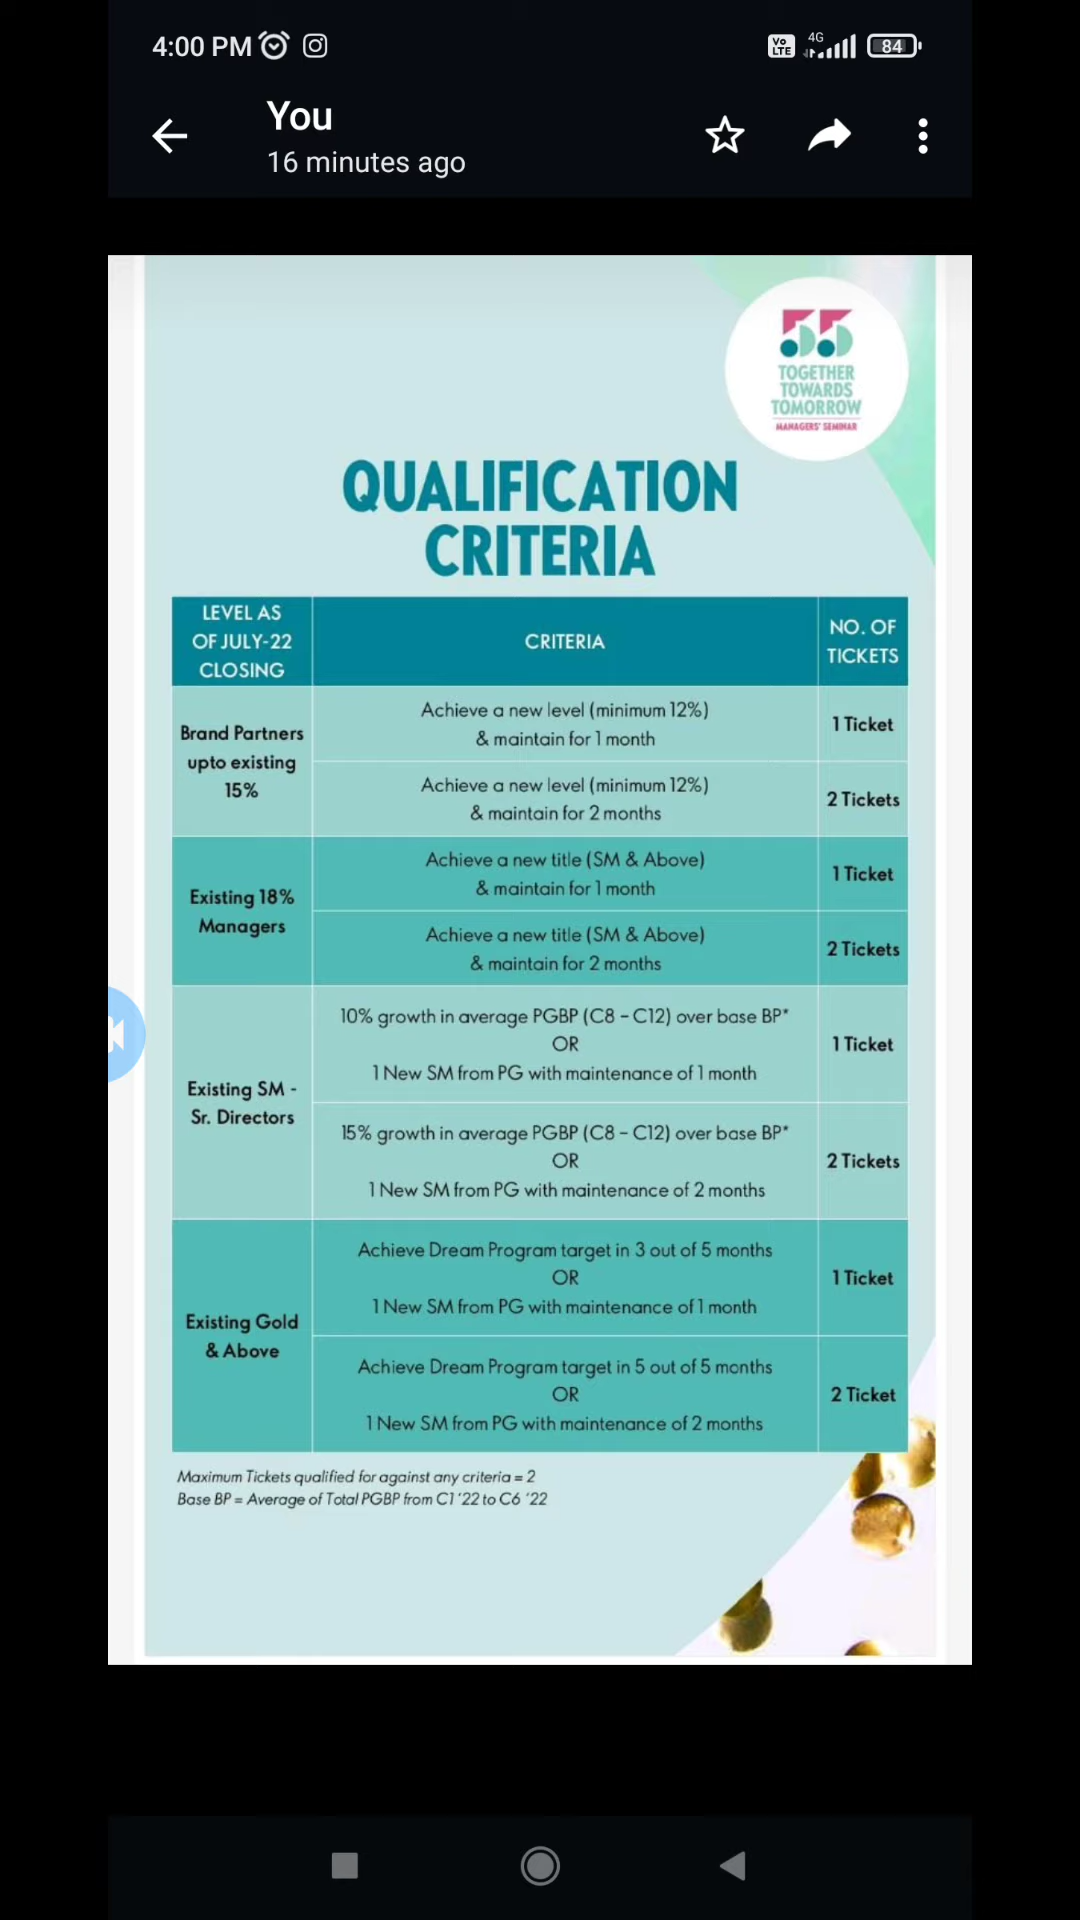 4:00 PM
Vo LTE 4G 84
You
16 minutes ago
55
TOGETHER
TOWARDS
TOMORROW
MANAGERS' SEMINAR
QUALIFICATION
CRITERIA
LEVEL AS
OF JULY-22
CLOSING
CRITERIA
NO. OF
TICKETS
Brand Partners
upto existing
15%
Achieve a new level (minimum 12%)
& maintain for 1 month
1 Ticket
Achieve a new level (minimum 12%)
& maintain for 2 months
2 Tickets
Existing 18%
Managers
Achieve a new title (SM & Above)
& maintain for 1 month
1 Ticket
Achieve a new title (SM & Above)
& maintain for 2 months
2 Tickets
Existing SM -
Sr. Directors
10% growth in average PGBP (C8 - C12) over base BP*
OR
1 New SM from PG with maintenance of 1 month
1 Ticket
15% growth in average PGBP (C8 - C12) over base BP*
OR
1 New SM from PG with maintenance of 2 months
2 Tickets
Existing Gold
& Above
Achieve Dream Program target in 3 out of 5 months
OR
1 New SM from PG with maintenance of 1 month
1 Ticket
Achieve Dream Program target in 5 out of 5 months
OR
1 New SM from PG with maintenance of 2 months
2 Ticket
Maximum Tickets qualified for against any criteria = 2
Base BP = Average of Total PGBP from C1 '22 to C6 '22